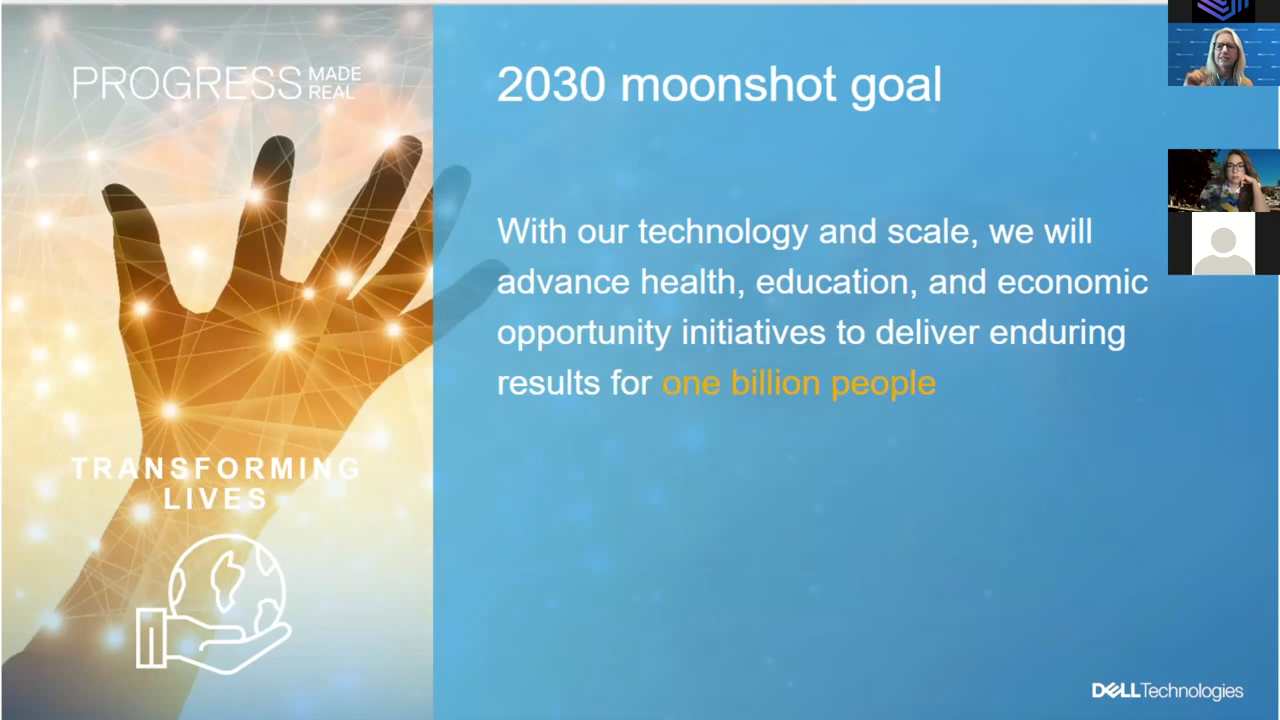 PROGRESS MADE
REAL
TRANSFORMING
LIVES
2030 moonshot goal
With our technology and scale, we will
advance health, education, and economic
opportunity initiatives to deliver enduring
results for one billion people
DELLTechnologies